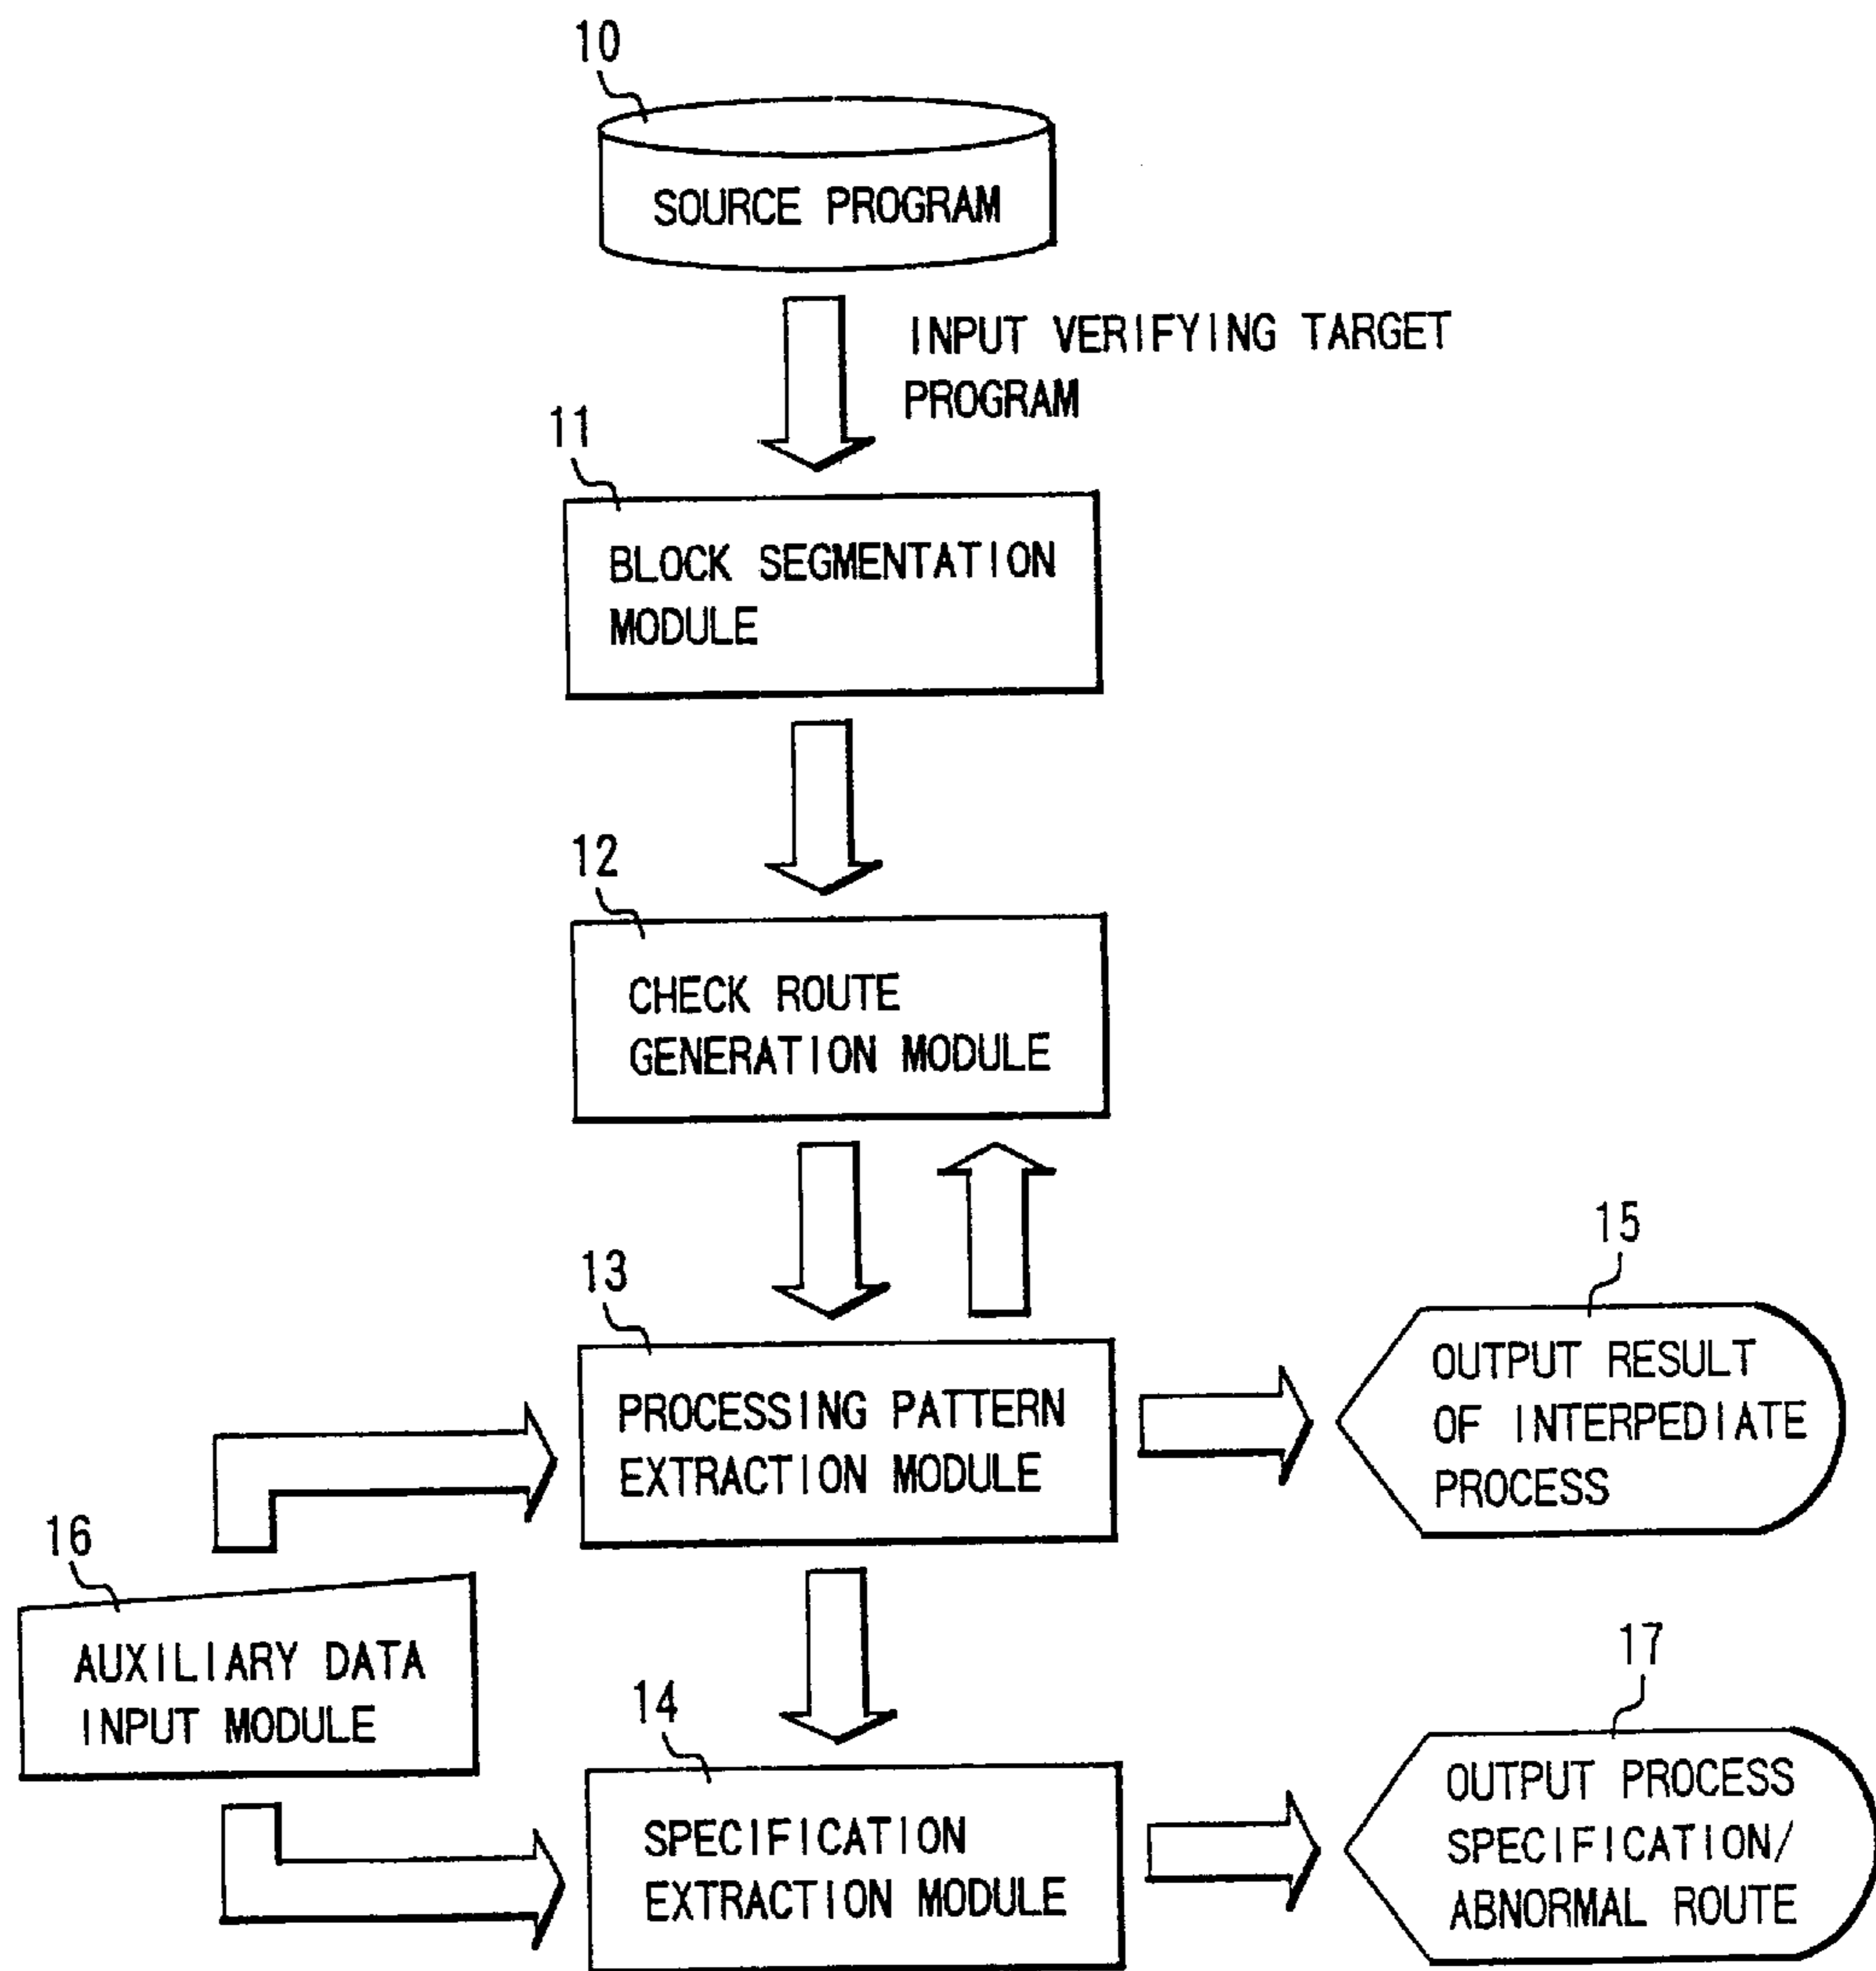 10
SOURCE PROGRAM
INPUT VERIFYING TARGET
PROGRAM
11
BLOCK SEGMENTATION
MODULE
12
CHECK ROUTE
GENERATION MODULE
13
PROCESSING PATTERN
EXTRACTION MODULE
15
OUTPUT RESULT
OF INTERPEDIATE
PROCESS
16
AUXILIARY DATA
INPUT MODULE
14
SPECIFICATION
EXTRACTION MODULE
17
OUTPUT PROCESS
SPECIFICATION/
ABNORMAL ROUTE